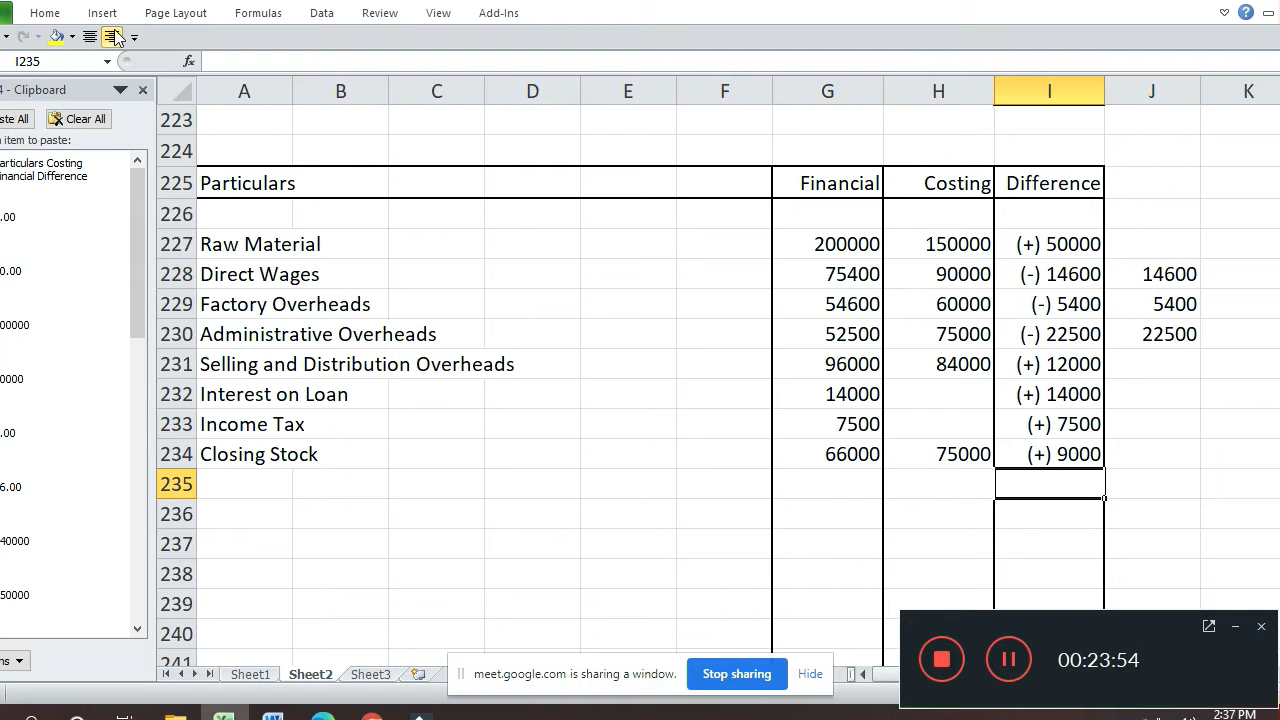 Home Insert Page Layout Formulas Data Review View Add-Ins
I235 fx
4 - Clipboard
ste All Clear All
n item to paste:
articulars Costing
inancial Difference
.00
0.00
00000
0000
.00
6.00
40000
50000
ns
A B C D E F G H I J K
223
224
225 Particulars Financial Costing Difference
226
227 Raw Material 200000 150000 (+) 50000
228 Direct Wages 75400 90000 (-) 14600 14600
229 Factory Overheads 54600 60000 (-) 5400 5400
230 Administrative Overheads 52500 75000 (-) 22500 22500
231 Selling and Distribution Overheads 96000 84000 (+) 12000
232 Interest on Loan 14000 (+) 14000
233 Income Tax 7500 (+) 7500
234 Closing Stock 66000 75000 (+) 9000
235
236
237
238
239
240
241
Sheet1 Sheet2 Sheet3
meet.google.com is sharing a window. Stop sharing Hide
00:23:54
2:37 PM